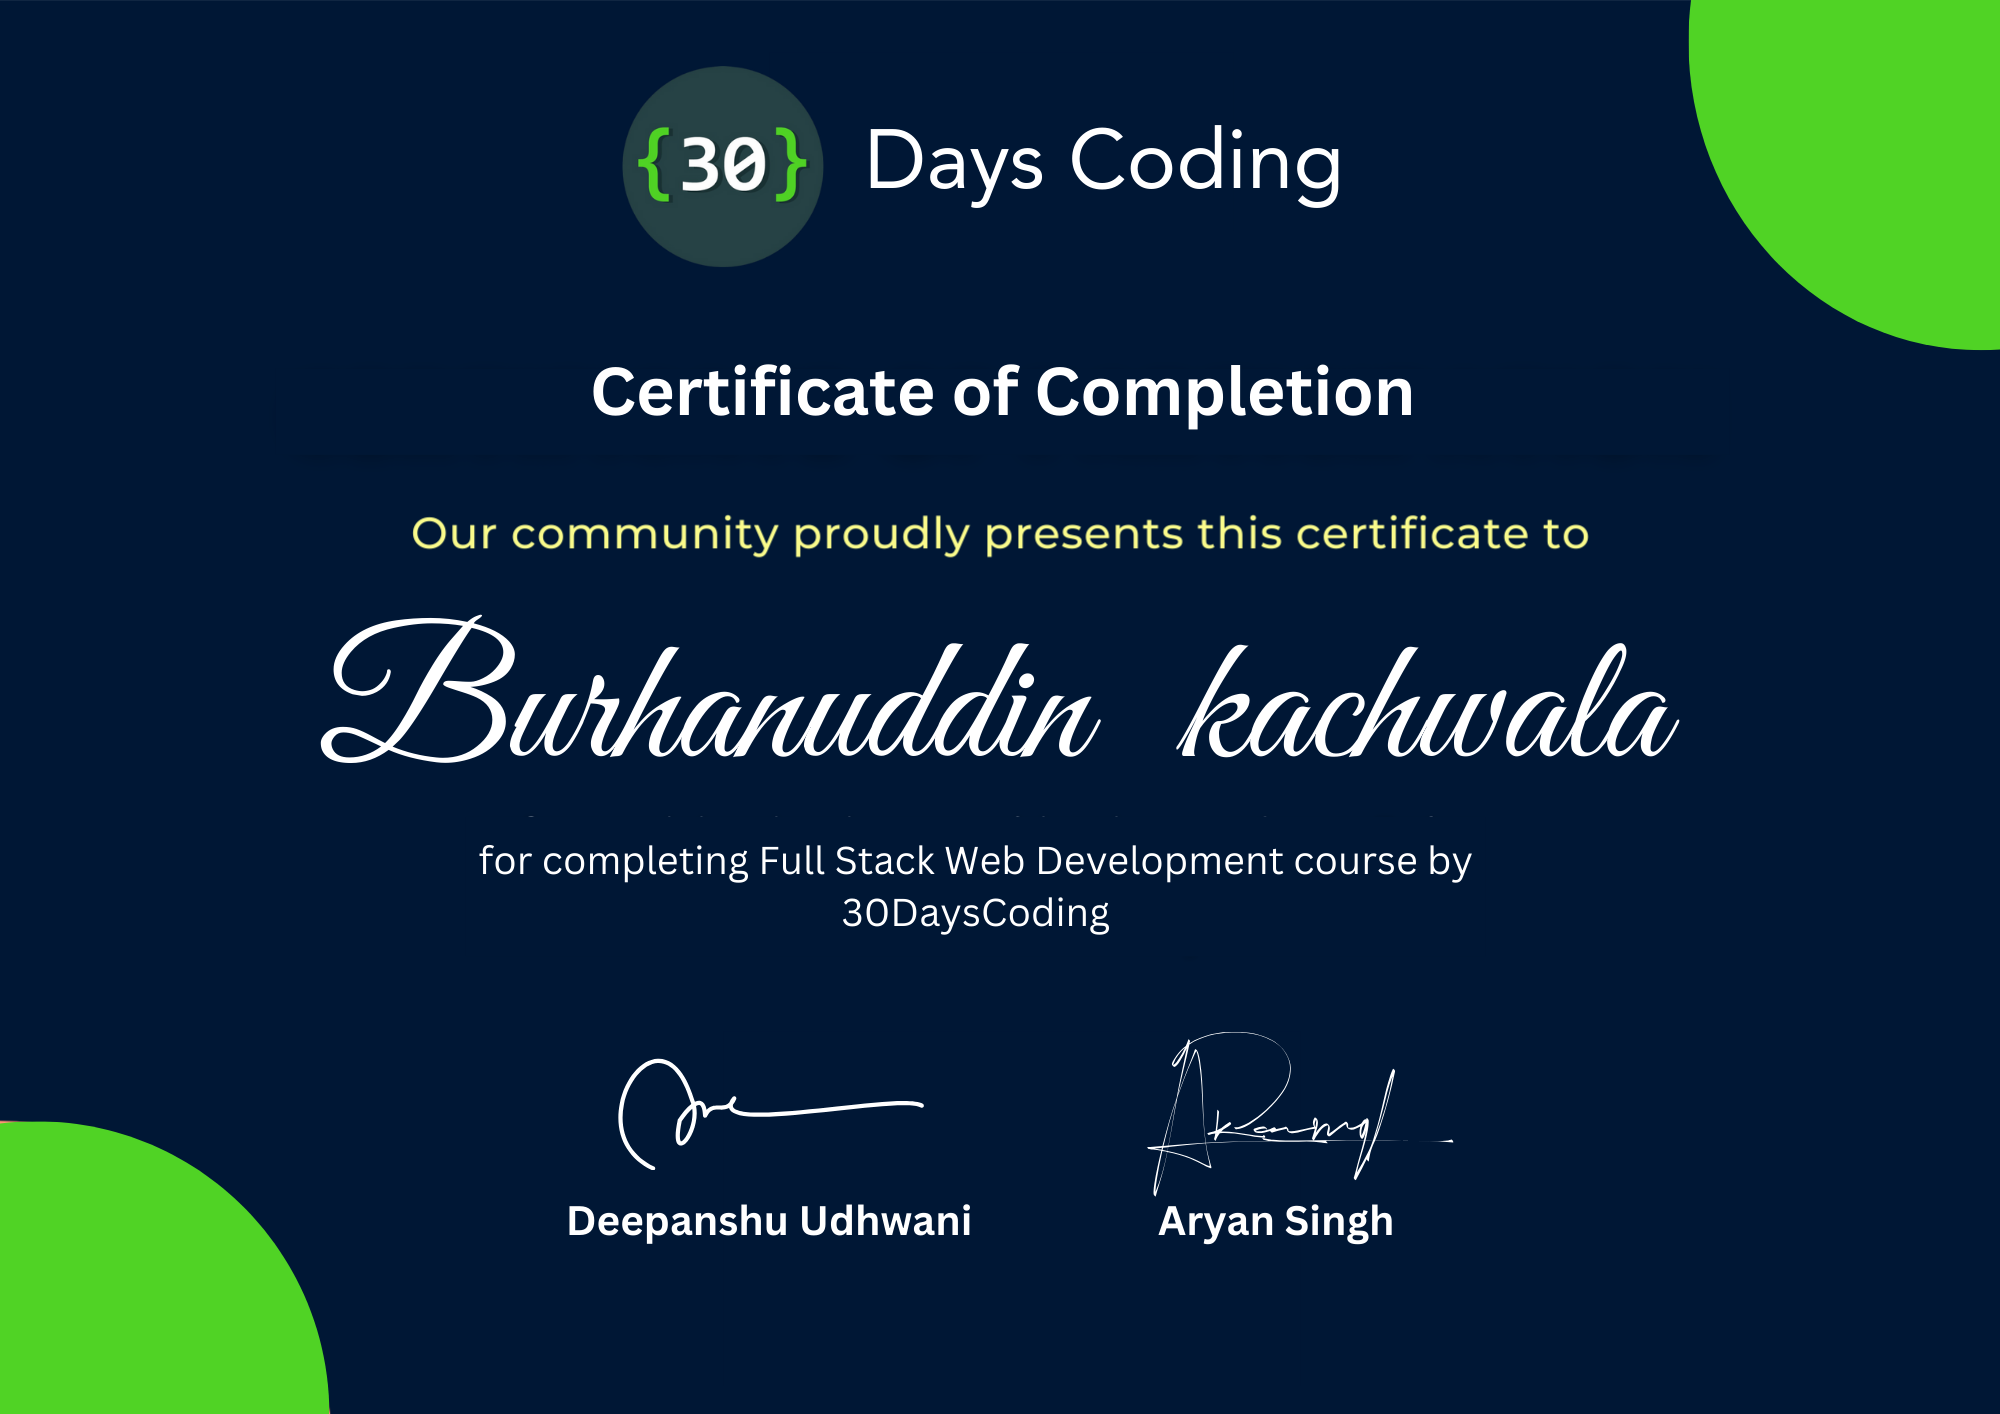 {30} Days Coding
Certificate of Completion
Our community proudly presents this certificate to
Burhanuddin kachwala
for completing Full Stack Web Development course by
30DaysCoding
Deepanshu Udhwani Aryan Singh